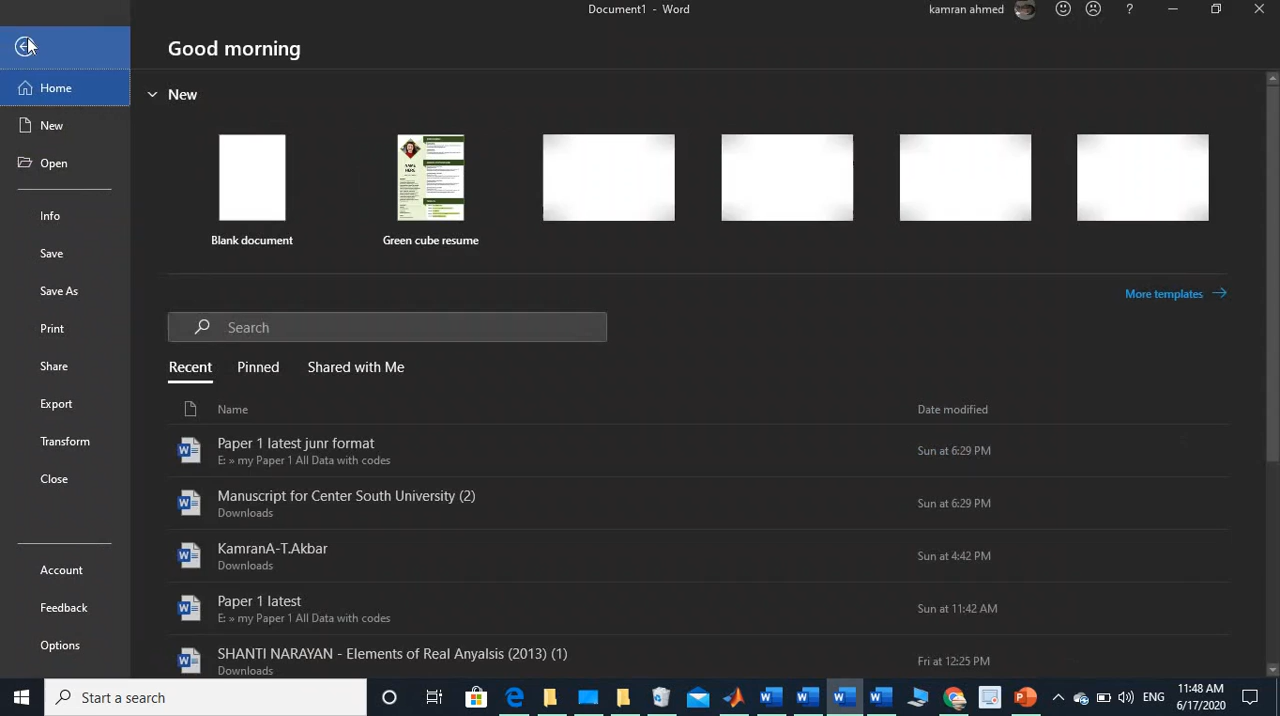 Document1 - Word
kamran ahmed
?
Good morning
Home
New
Open
Info
Save
Save As
Print
Share
Export
Transform
Close
Account
Feedback
Options
New
Blank document
Green cube resume
More templates
Search
Recent Pinned Shared with Me
Name Date modified
Paper 1 latest junr format
E: » my Paper 1 All Data with codes
Sun at 6:29 PM
Manuscript for Center South University (2)
Downloads
Sun at 6:29 PM
KamranA-T.Akbar
Downloads
Sun at 4:42 PM
Paper 1 latest
E: » my Paper 1 All Data with codes
Sun at 11:42 AM
SHANTI NARAYAN - Elements of Real Anyalsis (2013) (1)
Downloads
Fri at 12:25 PM
Start a search
ENG
11:48 AM
6/17/2020